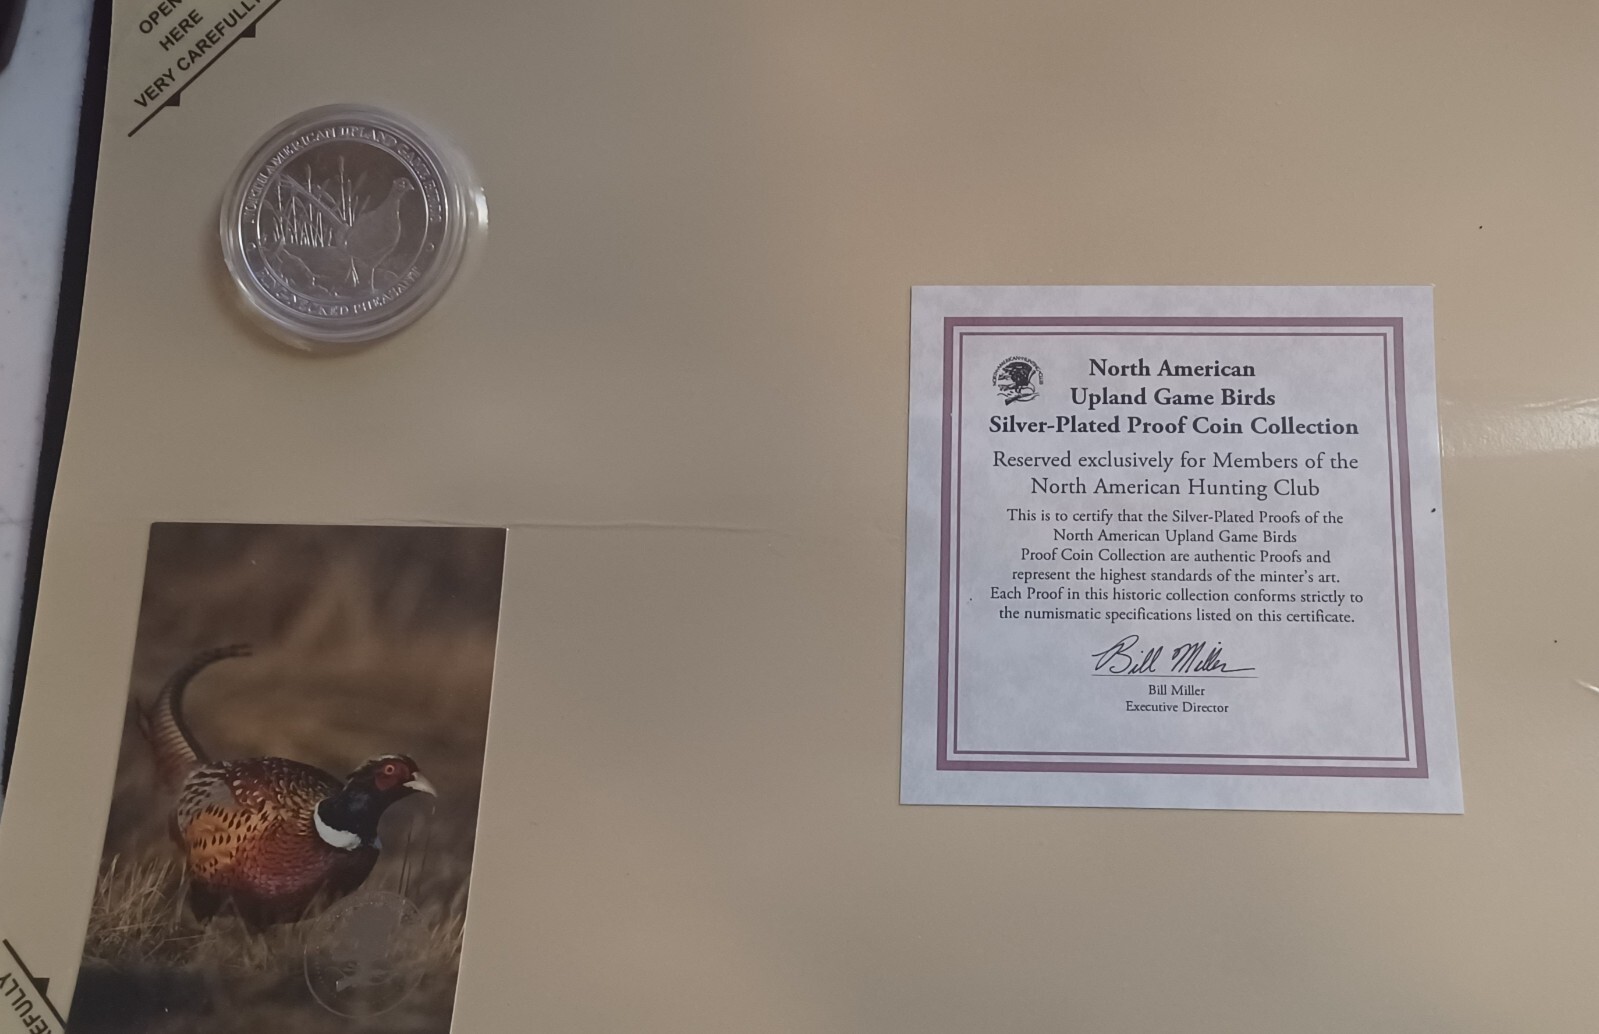 OPEN
HERE
VERY CAREFULLY
NORTH AMERICAN UPLAND GAME BIRDS
RING-NECKED PHEASANT
North American
Upland Game Birds
Silver-Plated Proof Coin Collection
Reserved exclusively for Members of the
North American Hunting Club
This is to certify that the Silver-Plated Proofs of the
North American Upland Game Birds
Proof Coin Collection are authentic Proofs and
represent the highest standards of the minter's art.
Each Proof in this historic collection conforms strictly to
the numismatic specifications listed on this certificate.
Bill Miller
Bill Miller
Executive Director
EFULLY